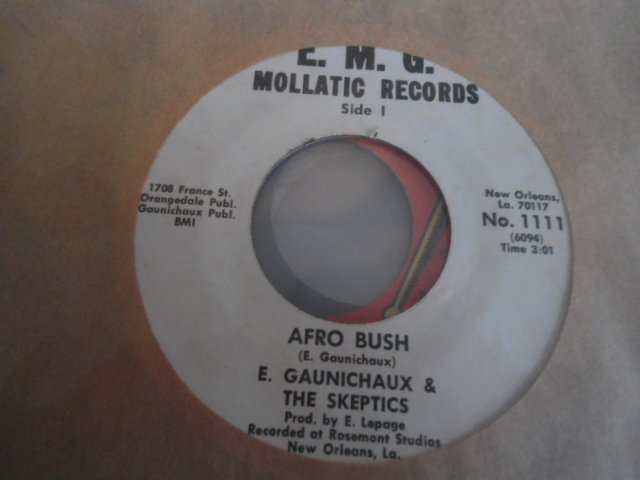 E. M. G.
MOLLATIC RECORDS
Side I
1708 France St.
Orangedale Publ.
Gaunichaux Publ.
BMI
New Orleans,
La. 70117
No. 1111
(6094)
Time 3:01
AFRO BUSH
(E. Gaunichaux)
E. GAUNICHAUX &
THE SKEPTICS
Prod. by E. Lepage
Recorded at Rosemont Studios
New Orleans, La.